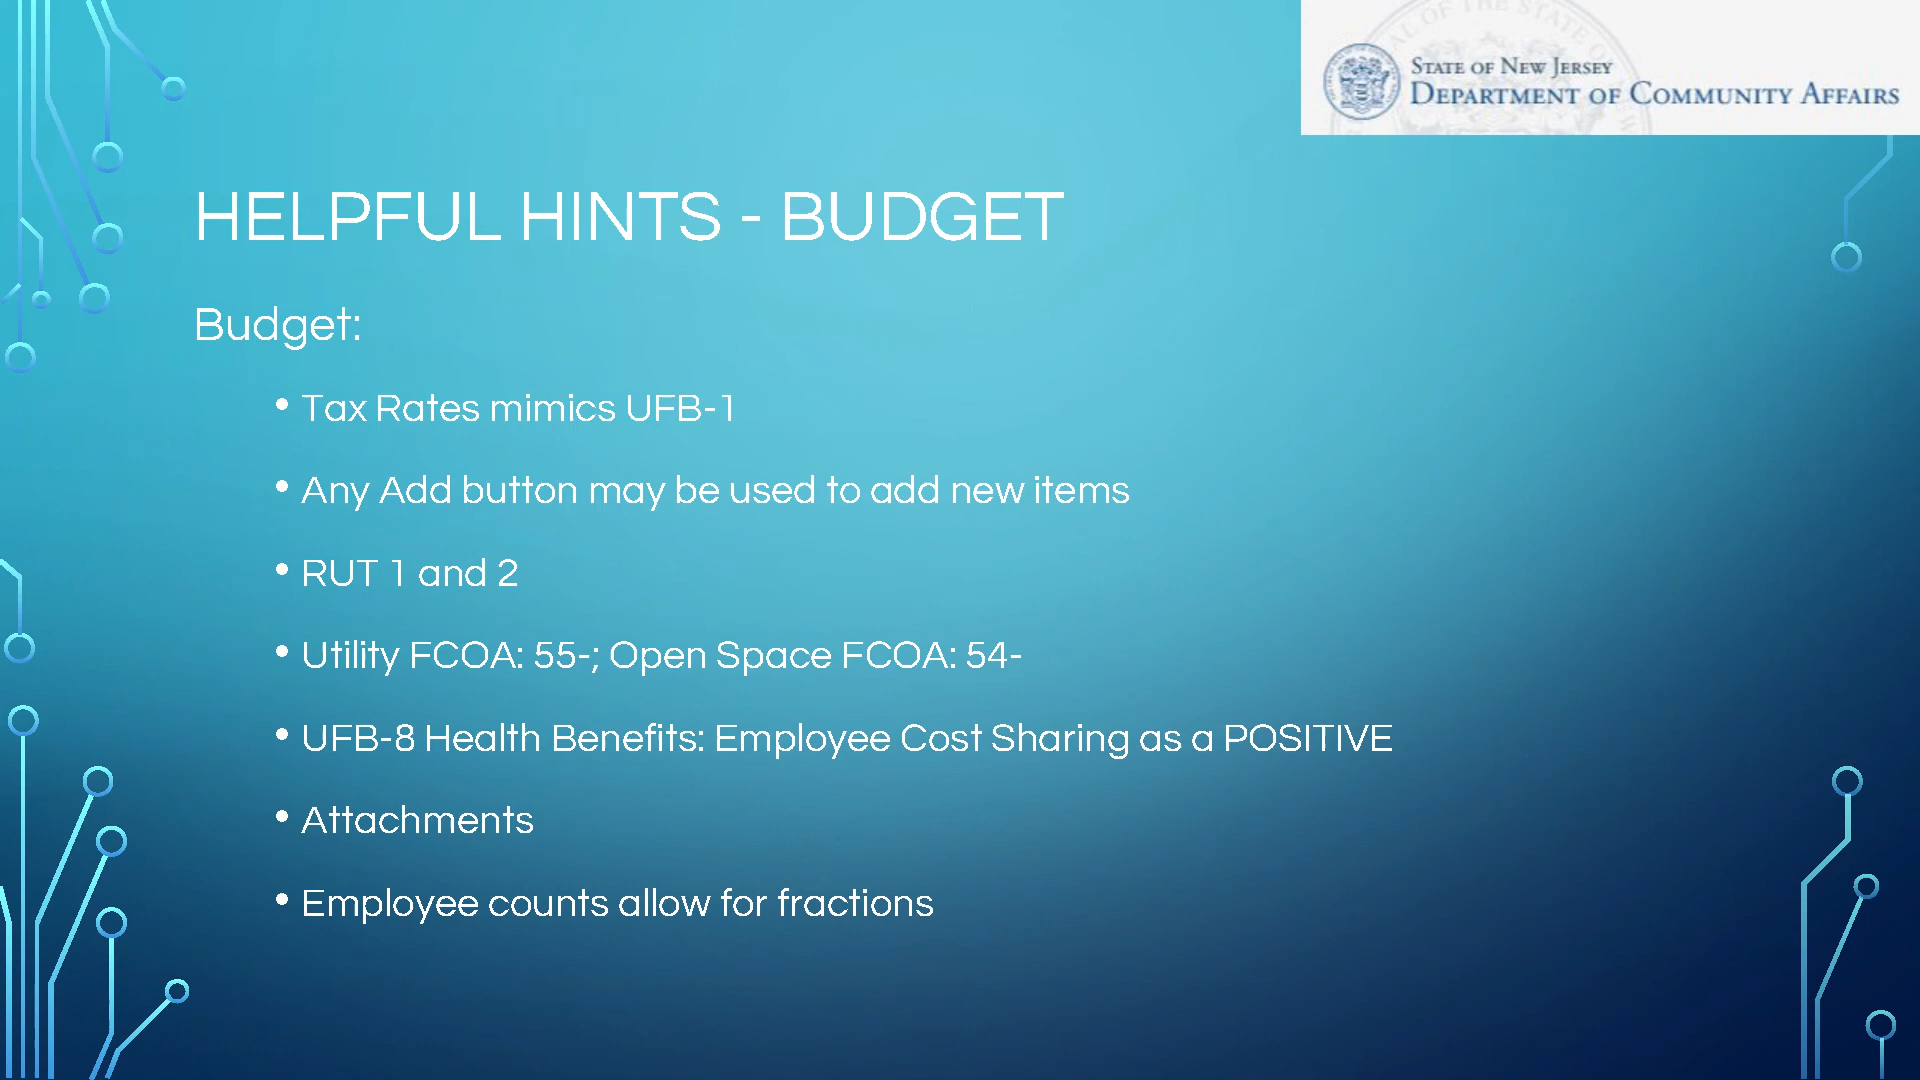 STATE OF NEW JERSEY
DEPARTMENT OF COMMUNITY AFFAIRS
HELPFUL HINTS - BUDGET
Budget:
• Tax Rates mimics UFB-1
• Any Add button may be used to add new items
• RUT 1 and 2
• Utility FCOA: 55-; Open Space FCOA: 54-
• UFB-8 Health Benefits: Employee Cost Sharing as a POSITIVE
• Attachments
• Employee counts allow for fractions